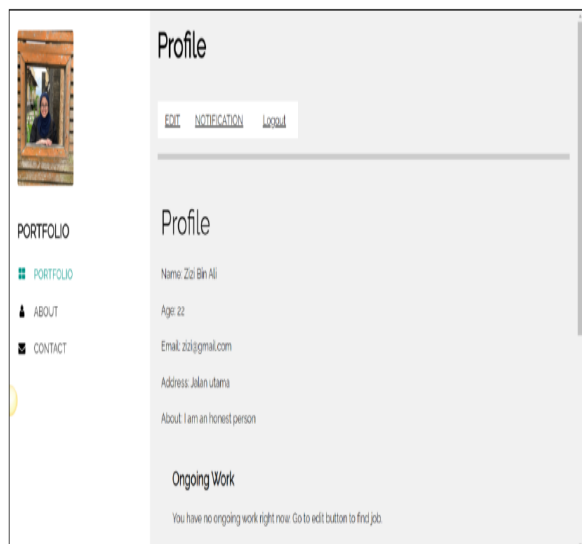 Profile
EDIT NOTIFICATION Logout
PORTFOLIO
PORTFOLIO
ABOUT
CONTACT
Profile
Name: Zizi Bin Ali
Age: 22
Email: zizi@gmail.com
Address: Jalan utama
About: I am an honest person
Ongoing Work
You have no ongoing work right now. Go to edit button to find job.